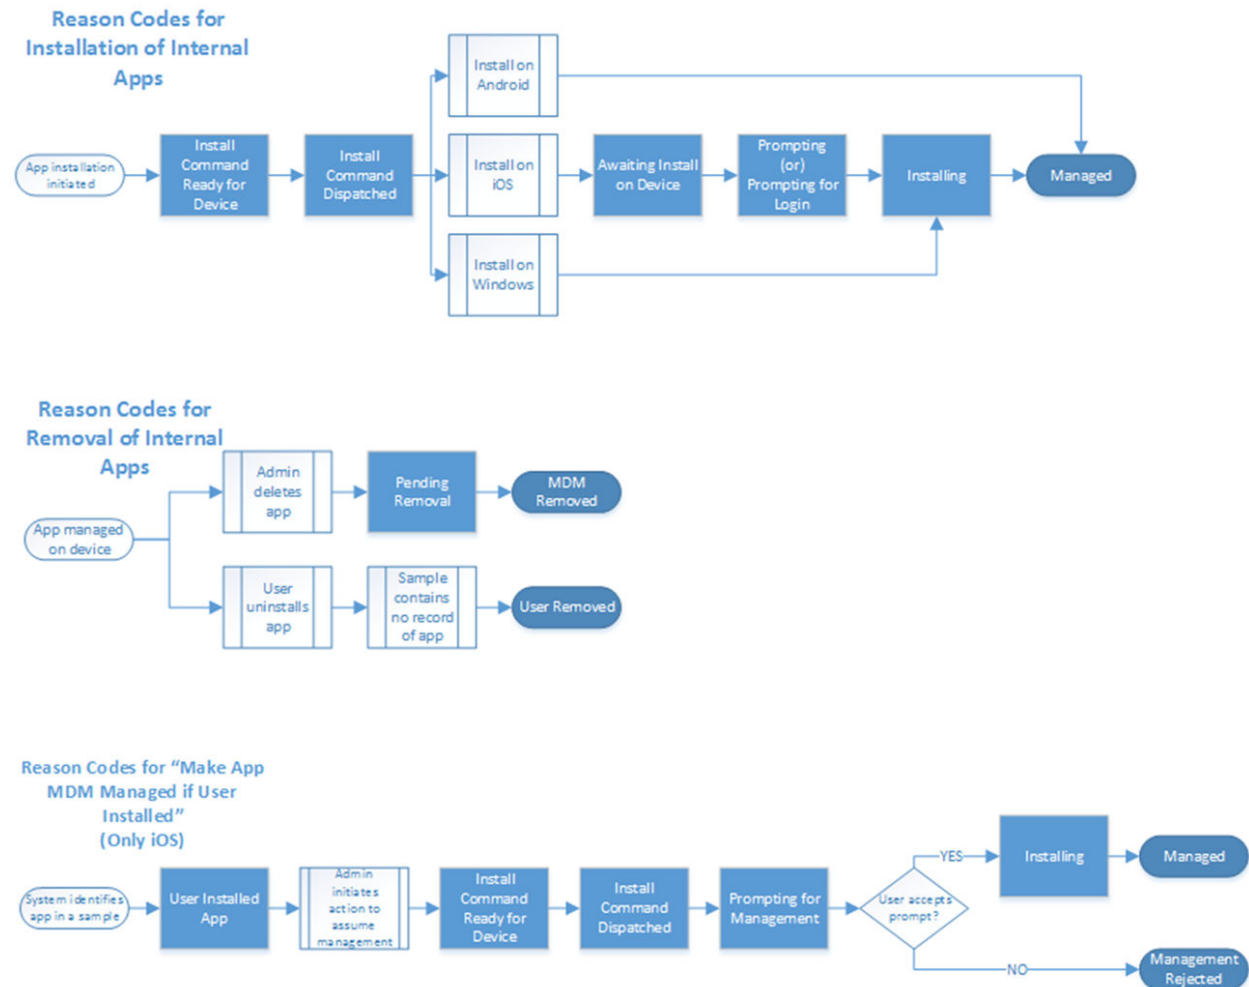 Reason Codes for
Installation of Internal
Apps
Install on
Android
App installation
initiated
Install
Command
Ready for
Device
Install
Command
Dispatched
Install on
iOS
Awaiting Install
on Device
Prompting
(or)
Prompting for
Login
Installing
Managed
Install on
Windows
Reason Codes for
Removal of Internal
Apps
App managed
on device
Admin
deletes
app
Pending
Removal
MDM
Removed
User
uninstalls
app
Sample
contains
no record
of app
User Removed
Reason Codes for “Make App
MDM Managed if User
Installed”
(Only iOS)
System identifies
app in a sample
User Installed
App
Admin
initiates
action to
assume
management
Install
Command
Ready for
Device
Install
Command
Dispatched
Prompting for
Management
User accepts
prompt?
YES
Installing
Managed
NO
Management
Rejected